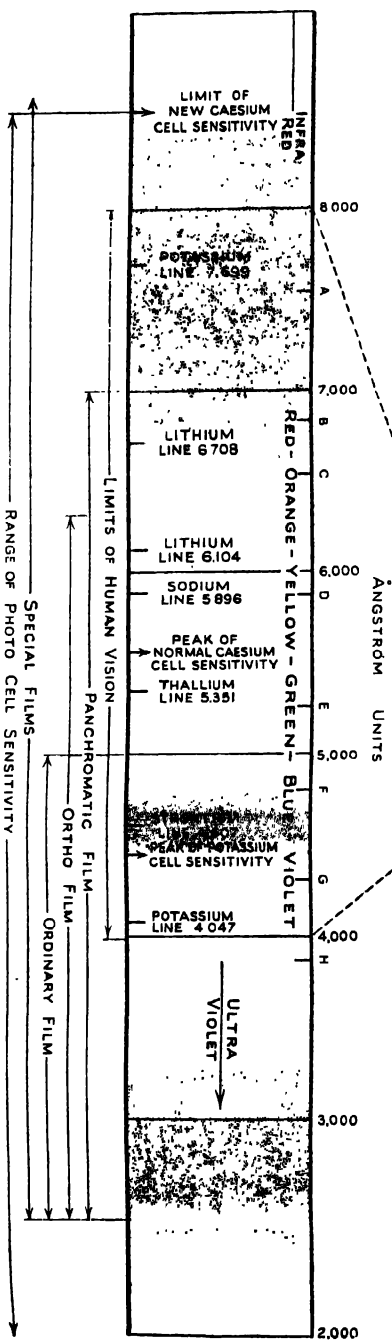 LIMIT OF
NEW CAESIUM
CELL SENSITIVITY
INFRA
RED
8000
POTASSIUM
LINE 7.699
A
7,000
B
LITHIUM
LINE 6708
C
LITHIUM
LINE 6.104
6,000
D
SODIUM
LINE 5896
PEAK OF
NORMAL CAESIUM
CELL SENSITIVITY
THALLIUM
LINE 5,351
E
5,000
F
LINE
PEAK OF POTASSIUM
CELL SENSITIVITY
G
POTASSIUM
LINE 4047
4,000
H
ULTRA
VIOLET
3,000
2,000
RED-ORANGE-YELLOW-GREEN-BLUE-VIOLET
ÅNGSTRÖM UNITS
LIMITS OF HUMAN VISION
PANCHROMATIC FILM
ORTHO FILM
ORDINARY FILM
SPECIAL FILMS
RANGE OF PHOTO CELL SENSITIVITY